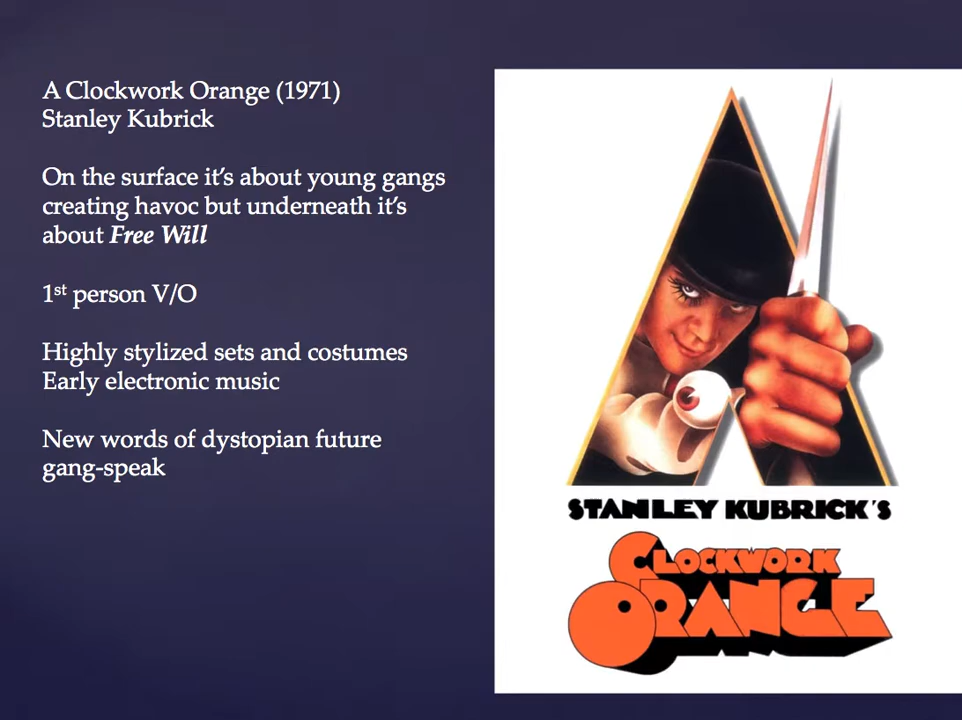 A Clockwork Orange (1971)
Stanley Kubrick
On the surface it's about young gangs
creating havoc but underneath it's
about Free Will
1st person V/O
Highly stylized sets and costumes
Early electronic music
New words of dystopian future
gang-speak
STANLEY KUBRICK'S
CLOCKWORK
ORANGE